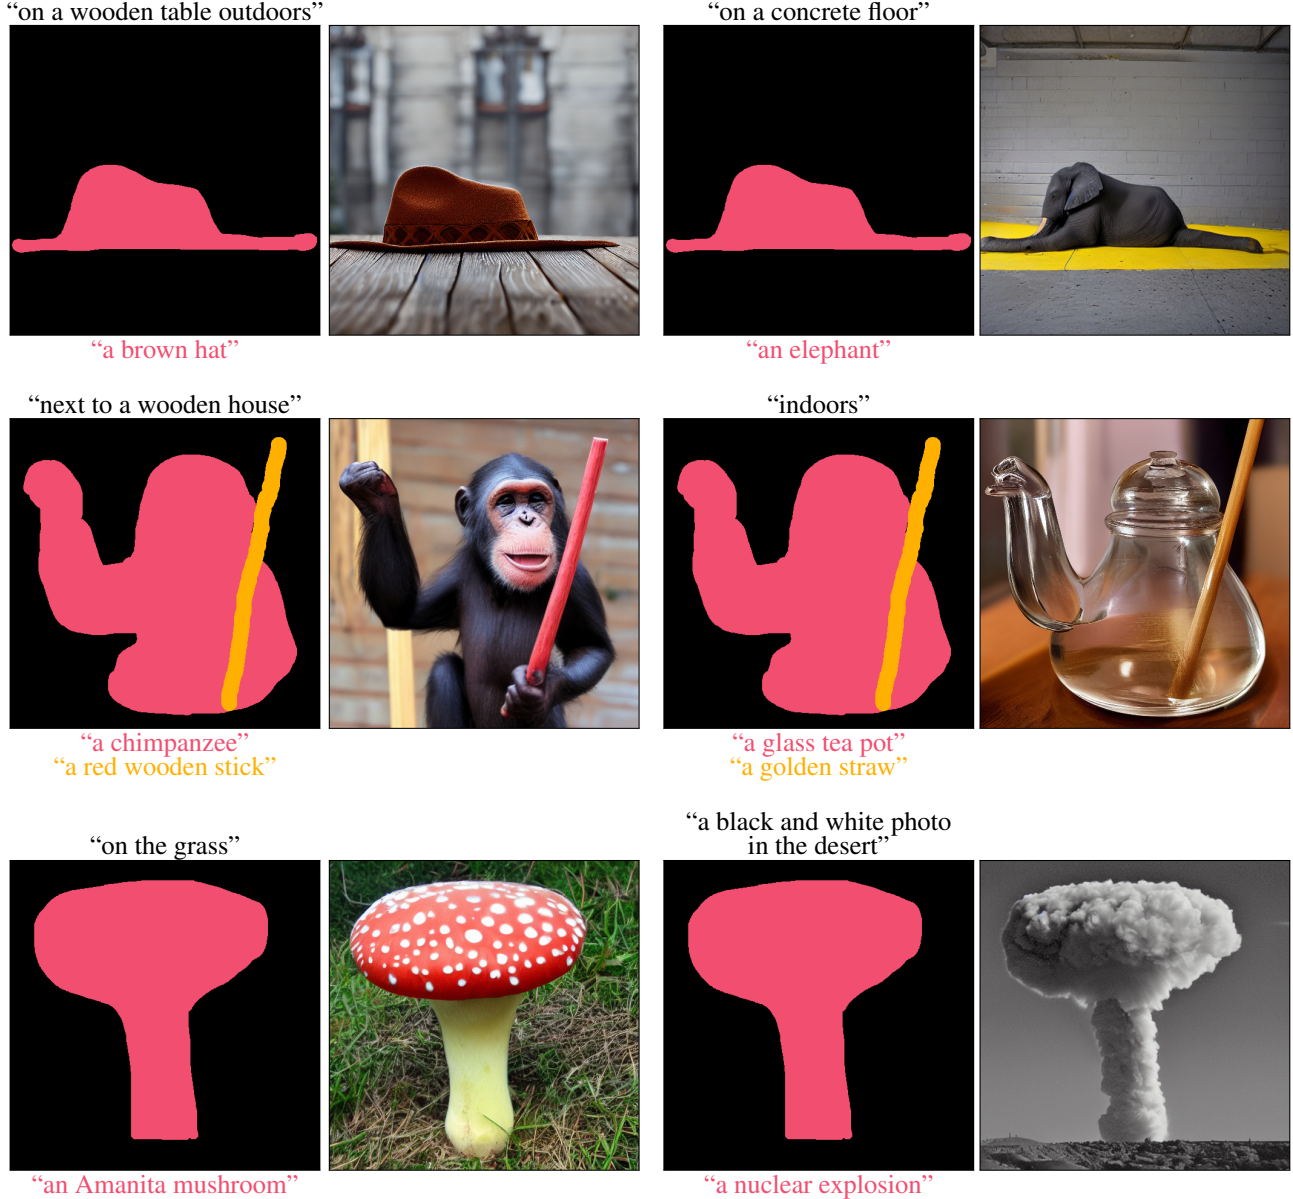 “on a wooden table outdoors”
“on a concrete floor”
“a brown hat”
“an elephant”
“next to a wooden house”
“indoors”
“a chimpanzee”
“a red wooden stick”
“a glass tea pot”
“a golden straw”
“on the grass”
“a black and white photo
in the desert”
“an Amanita mushroom”
“a nuclear explosion”